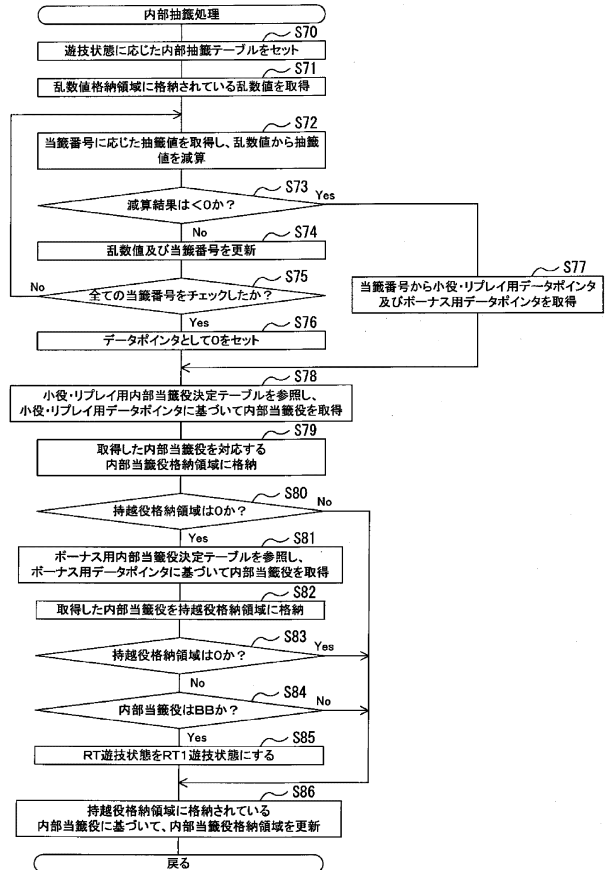 内部抽籤処理
S70
遊技状態に応じた内部抽籤テーブルをセット
S71
乱数値格納領域に格納されている乱数値を取得
S72
当籤番号に応じた抽籤値を取得し、乱数値から抽籤
値を減算
S73
減算結果は<0か?
Yes
No
S74
乱数値及び当籤番号を更新
S75
全ての当籤番号をチェックしたか?
No
Yes
S76
データポインタとして0をセット
S77
当籤番号から小役・リプレイ用データポインタ
及びボーナス用データポインタを取得
S78
小役・リプレイ用内部当籤役決定テーブルを参照し、
小役・リプレイ用データポインタに基づいて内部当籤役を取得
S79
取得した内部当籤役を対応する
内部当籤役格納領域に格納
S80
持越役格納領域は0か?
No
Yes
S81
ボーナス用内部当籤役決定テーブルを参照し、
ボーナス用データポインタに基づいて内部当籤役を取得
S82
取得した内部当籤役を持越役格納領域に格納
S83
持越役格納領域は0か?
Yes
No
S84
内部当籤役はBBか?
No
Yes
S85
RT遊技状態をRT1遊技状態にする
S86
持越役格納領域に格納されている
内部当籤役に基づいて、内部当籤役格納領域を更新
戻る